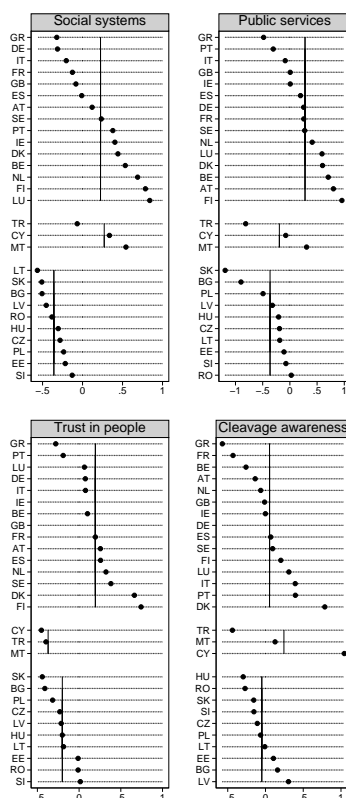 Social systems
GR
DE
IT
FR
GB
ES
AT
SE
PT
IE
DK
BE
NL
FI
LU
TR
CY
MT
LT
SK
BG
LV
RO
HU
CZ
PL
EE
SI
−.5 0 .5 1
Public services
GR
PT
IT
GB
IE
ES
DE
FR
SE
NL
LU
DK
BE
AT
FI
TR
CY
MT
SK
BG
PL
LV
HU
CZ
LT
EE
SI
RO
−1 −.5 0 .5 1
Trust in people
GR
PT
LU
DE
IT
IE
BE
GB
FR
AT
ES
NL
SE
DK
FI
CY
TR
MT
SK
BG
PL
CZ
LV
HU
LT
EE
RO
SI
−.5 0 .5 1
Cleavage awareness
GR
FR
BE
AT
NL
GB
IE
DE
ES
SE
FI
LU
IT
PT
DK
TR
MT
CY
HU
RO
SK
SI
CZ
PL
LT
EE
BG
LV
−.5 0 .5 1